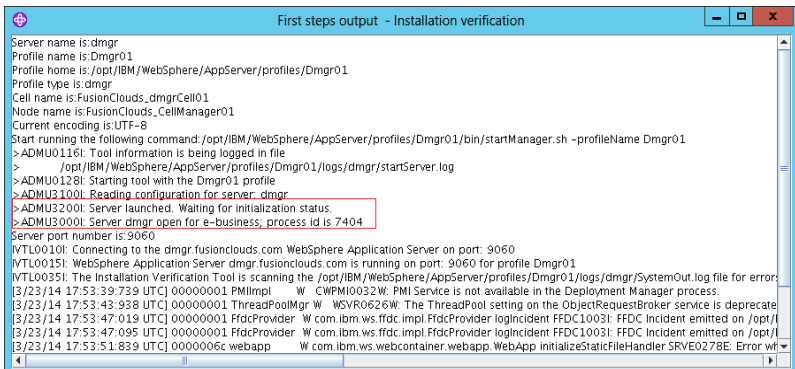 First steps output - Installation verification
Server name is:dmgr
Profile name is:Dmgr01
Profile home is:/opt/IBM/WebSphere/AppServer/profiles/Dmgr01
Profile type is:dmgr
Cell name is:FusionClouds_dmgrCell01
Node name is:FusionClouds_CellManager01
Current encoding is:UTF-8
Start running the following command:/opt/IBM/WebSphere/AppServer/profiles/Dmgr01/bin/startManager.sh -profileName Dmgr01
>ADMU0116I: Tool information is being logged in file
> /opt/IBM/WebSphere/AppServer/profiles/Dmgr01/logs/dmgr/startServer.log
>ADMU0128I: Starting tool with the Dmgr01 profile
>ADMU3100I: Reading configuration for server: dmgr
>ADMU3200I: Server launched. Waiting for initialization status.
>ADMU3000I: Server dmgr open for e-business; process id is 7404
Server port number is:9060
IVTL0010I: Connecting to the dmgr.fusionclouds.com WebSphere Application Server on port: 9060
IVTL0015I: WebSphere Application Server dmgr.fusionclouds.com is running on port: 9060 for profile Dmgr01
IVTL0035I: The Installation Verification Tool is scanning the /opt/IBM/WebSphere/AppServer/profiles/Dmgr01/logs/dmgr/SystemOut.log file for errors
[3/23/14 17:53:39:739 UTC] 00000001 PMIImpl W CWPMI0032W: PMI Service is not available in the Deployment Manager process.
[3/23/14 17:53:43:938 UTC] 00000001 ThreadPoolMgr W WSVR0626W: The ThreadPool setting on the ObjectRequestBroker service is deprecate
[3/23/14 17:53:47:019 UTC] 00000001 FfdcProvider W com.ibm.ws.ffdc.impl.FfdcProvider logIncident FFDC1003I: FFDC Incident emitted on /opt/I
[3/23/14 17:53:47:095 UTC] 00000001 FfdcProvider W com.ibm.ws.ffdc.impl.FfdcProvider logIncident FFDC1003I: FFDC Incident emitted on /opt/I
[3/23/14 17:53:51:839 UTC] 0000006c webapp W com.ibm.ws.webcontainer.webapp.WebApp initializeStaticFileHandler SRVE0278E: Error wh